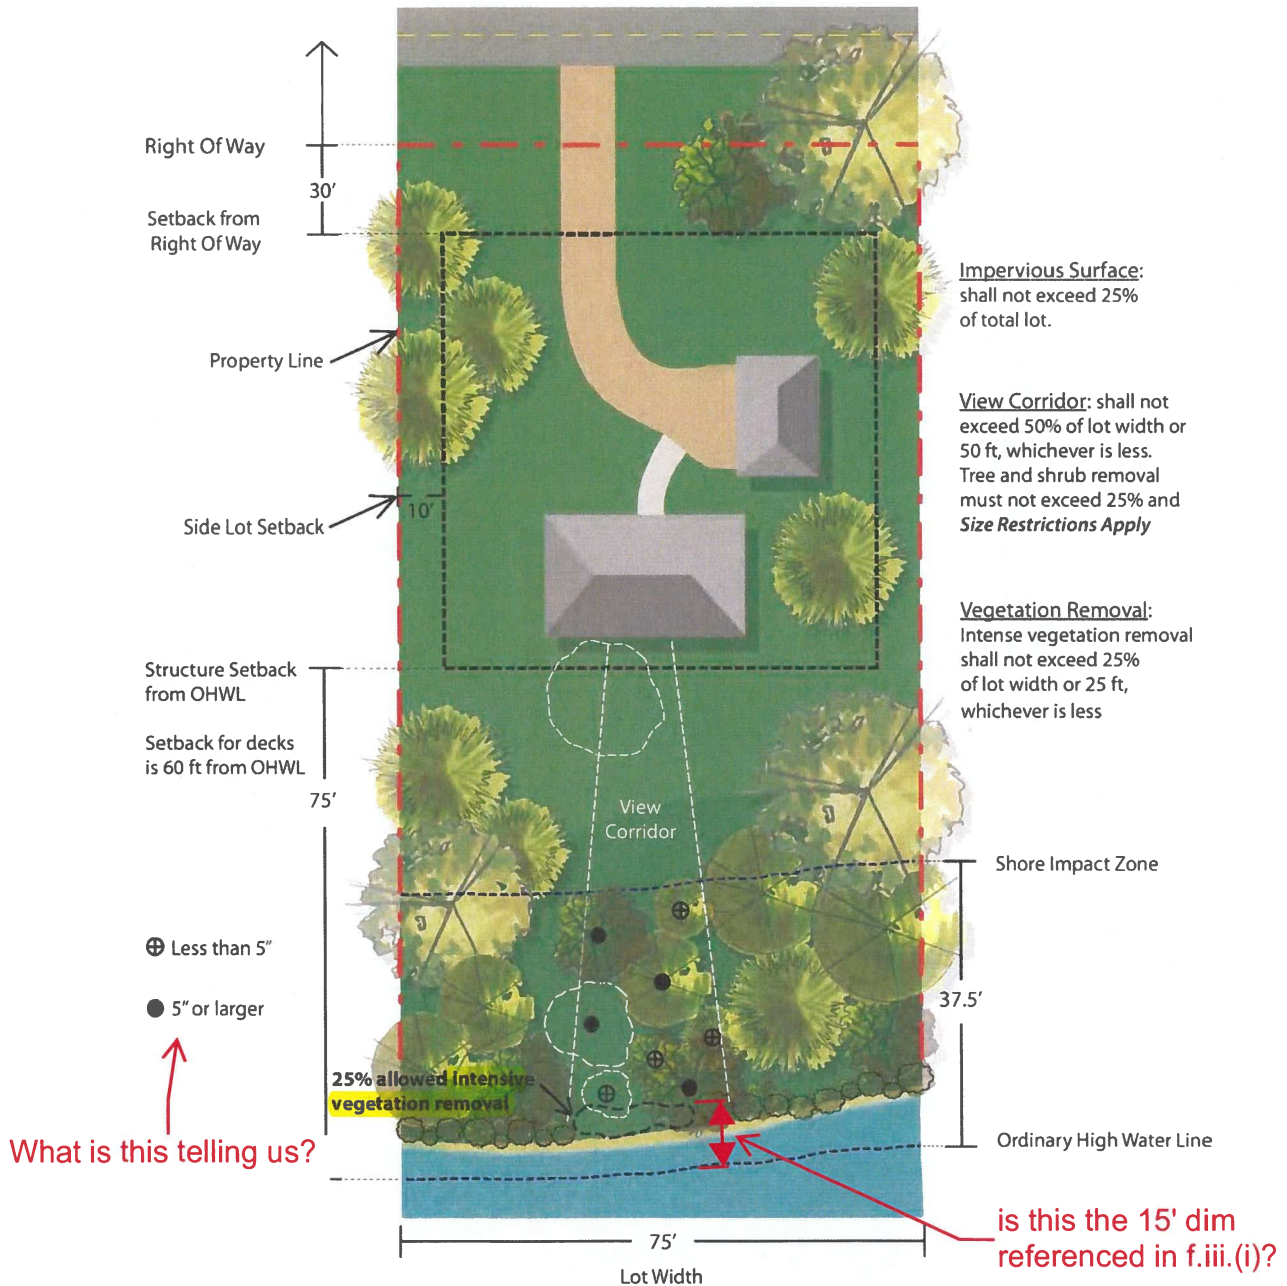 Right Of Way
30'
Setback from
Right Of Way
Property Line
10'
Side Lot Setback
Impervious Surface:
shall not exceed 25%
of total lot.
View Corridor: shall not
exceed 50% of lot width or
50 ft, whichever is less.
Tree and shrub removal
must not exceed 25% and
Size Restrictions Apply
Vegetation Removal:
Intense vegetation removal
shall not exceed 25%
of lot width or 25 ft,
whichever is less
Structure Setback
from OHWL
Setback for decks
is 60 ft from OHWL
75'
View
Corridor
Shore Impact Zone
Less than 5"
5" or larger
37.5'
25% allowed intensive
vegetation removal
What is this telling us?
Ordinary High Water Line
is this the 15' dim
referenced in f.iii.(i)?
75'
Lot Width